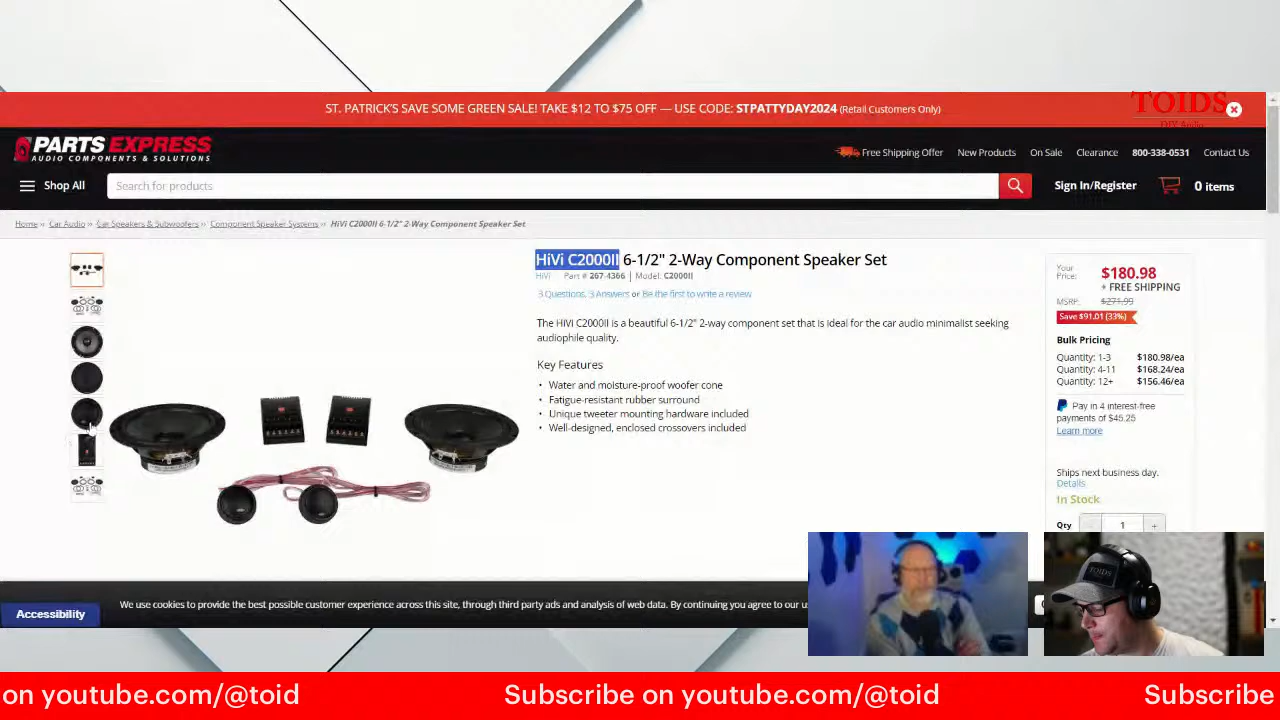 ST. PATRICK'S SAVE SOME GREEN SALE! TAKE $12 TO $75 OFF — USE CODE: STPATTYDAY2024 (Retail Customers Only)
TOIDS
DIY Audio
PARTS EXPRESS
AUDIO COMPONENTS & SOLUTIONS
Free Shipping Offer New Products On Sale Clearance 800-338-0531 Contact Us
Shop All Search for products Sign In/Register 0 items
Home » Car Audio » Car Speakers & Subwoofers » Component Speaker Systems » HiVi C2000II 6-1/2" 2-Way Component Speaker Set
HiVi C2000II 6-1/2" 2-Way Component Speaker Set
HiVi Part # 267-4366 | Model: C2000II
3 Questions, 3 Answers or Be the first to write a review
The HiVi C2000II is a beautiful 6-1/2" 2-way component set that is ideal for the car audio minimalist seeking
audiophile quality.
Key Features
• Water and moisture-proof woofer cone
• Fatigue-resistant rubber surround
• Unique tweeter mounting hardware included
• Well-designed, enclosed crossovers included
Your
Price: $180.98
+ FREE SHIPPING
MSRP: $271.99
Save $91.01 (33%)
Bulk Pricing
Quantity: 1-3 $180.98/ea
Quantity: 4-11 $168.24/ea
Quantity: 12+ $156.46/ea
Pay in 4 interest-free
payments of $45.25
Learn more
Ships next business day.
Details
In Stock
Qty - 1 +
TOIDS
Accessibility
We use cookies to provide the best possible customer experience across this site, through third party ads and analysis of web data. By continuing you agree to our u
on youtube.com/@toid Subscribe on youtube.com/@toid Subscribe